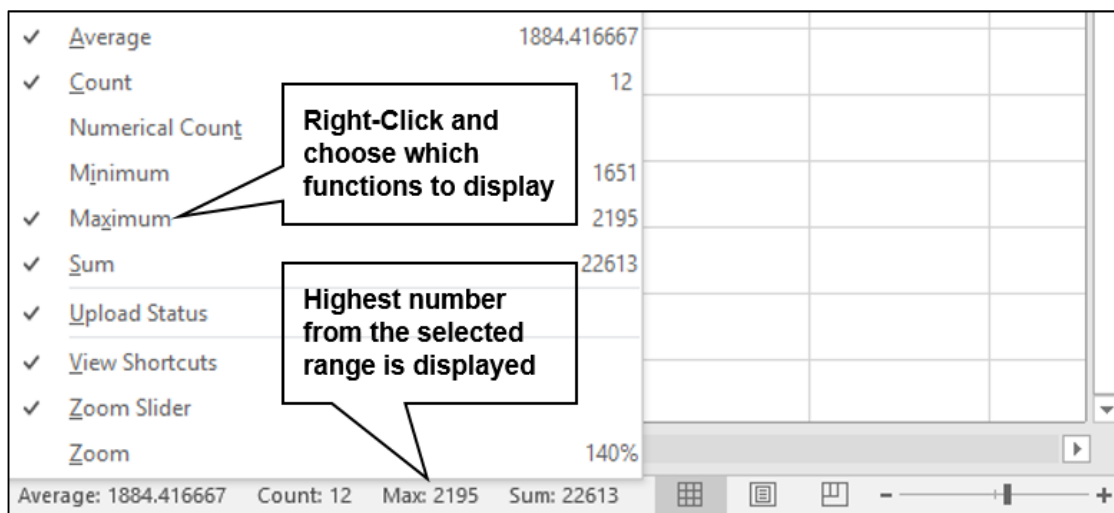 Average 1884.416667
Count 12
Numerical Count
Minimum 1651
Maximum 2195
Sum 22613
Right-Click and
choose which
functions to display
Upload Status
View Shortcuts
Zoom Slider
Zoom 140%
Highest number
from the selected
range is displayed
Average: 1884.416667 Count: 12 Max: 2195 Sum: 22613